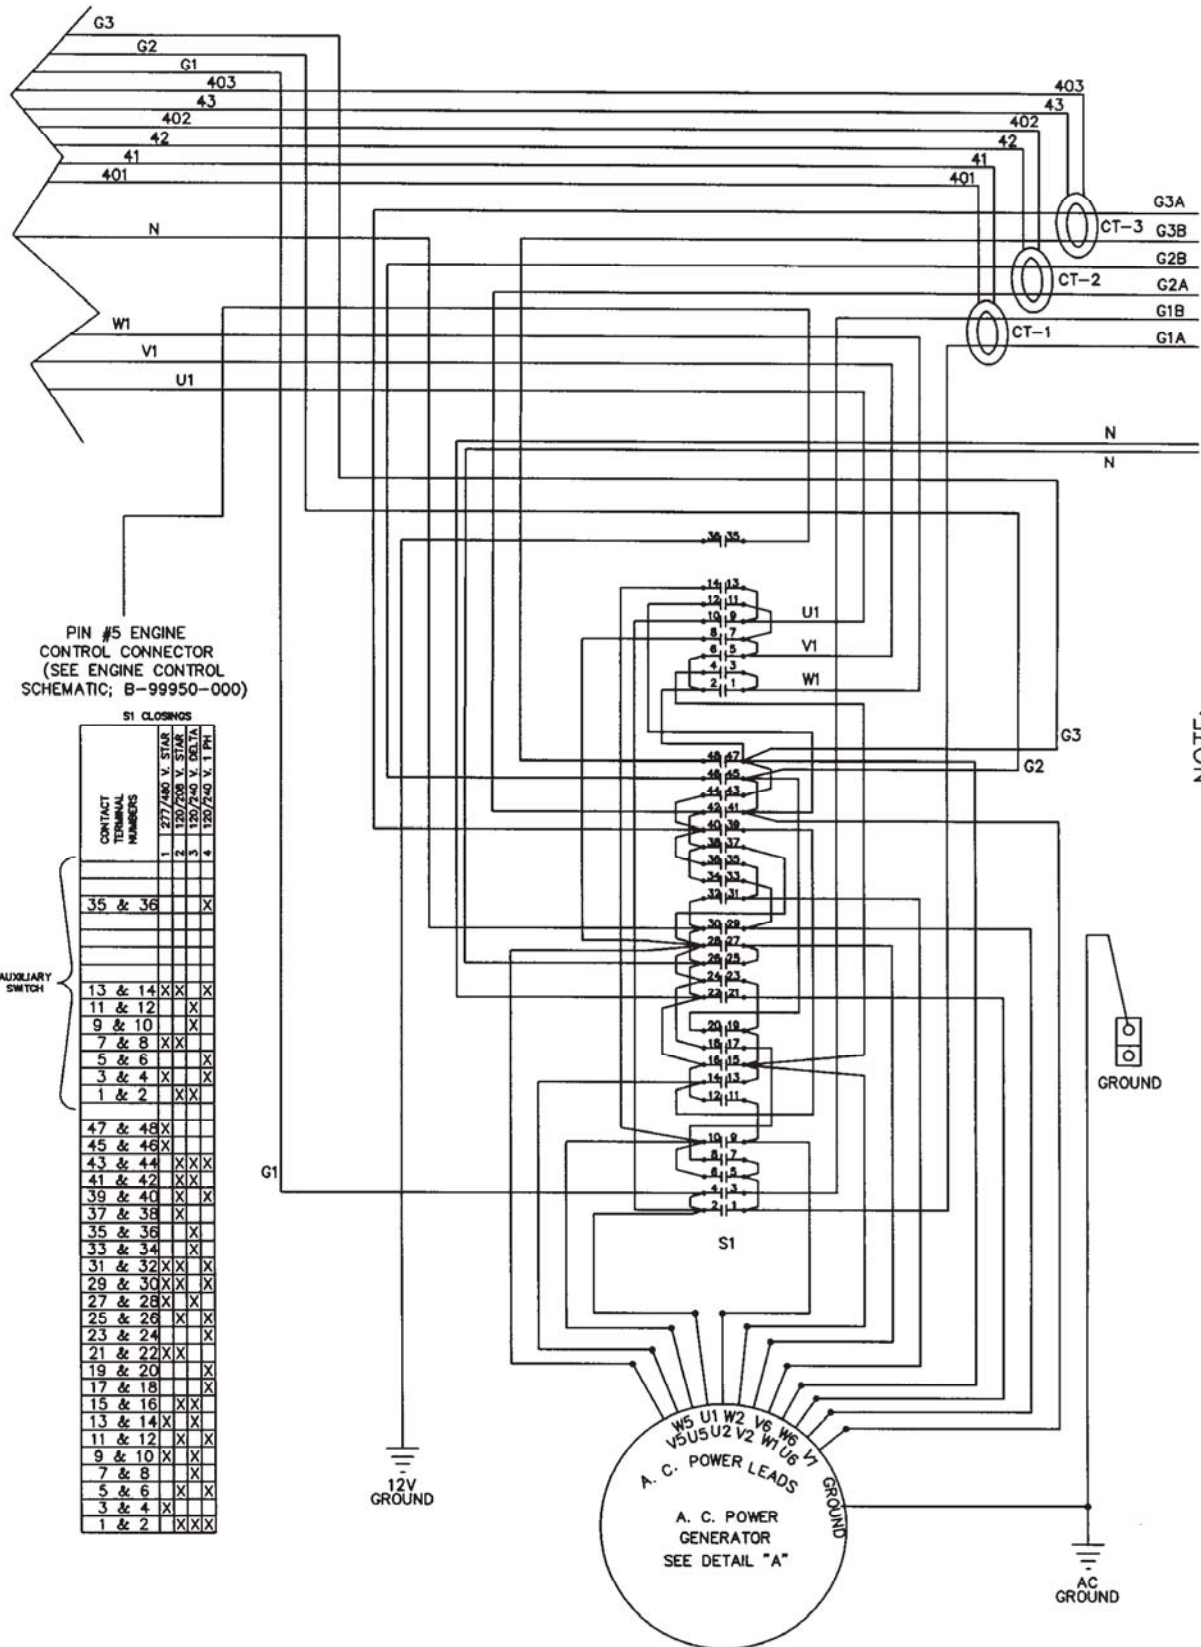 G3
G2
G1
403
43
402
42
41
401
N
W1
V1
U1
403
43
402
42
41
401
G3A
CT-3 G3B
G2B
CT-2 G2A
G1B
CT-1 G1A
N
N
PIN #5 ENGINE
CONTROL CONNECTOR
(SEE ENGINE CONTROL
SCHEMATIC; B-99950-000)
36 35
14 13
12 11
10 9
8 7
6 5
4 3
2 1
U1
V1
W1
G3
G2
NOTE:
48 47
46 45
44 43
42 41
40 39
38 37
36 35
34 33
32 31
30 29
28 27
26 25
24 23
22 21
20 19
18 17
16 15
14 13
12 11
10 9
8 7
6 5
4 3
2 1
S1
G1
GROUND
S1 CLOSINGS
CONTACT
TERMINAL
NUMBERS
1 277/480 V. STAR
2 120/208 V. STAR
3 120/240 V. DELTA
4 120/240 V. 1 PH
AUXILIARY
SWITCH
35 & 36 X
13 & 14 X X X
11 & 12 X
9 & 10 X
7 & 8 X X
5 & 6 X
3 & 4 X X
1 & 2 X X
47 & 48 X
45 & 46 X
43 & 44 X X X
41 & 42 X X
39 & 40 X X
37 & 38 X
35 & 36 X
33 & 34 X
31 & 32 X X X
29 & 30 X X X
27 & 28 X X
25 & 26 X X
23 & 24 X
21 & 22 X X
19 & 20 X
17 & 18 X
15 & 16 X X
13 & 14 X X
11 & 12 X X
9 & 10 X X
7 & 8 X
5 & 6 X X
3 & 4 X
1 & 2 X X X
12V
GROUND
W5 U1 W2 V6 W6 V1
V5 U5 U2 V2 W1 U6
A. C. POWER LEADS
GROUND
A. C. POWER
GENERATOR
SEE DETAIL "A"
AC
GROUND